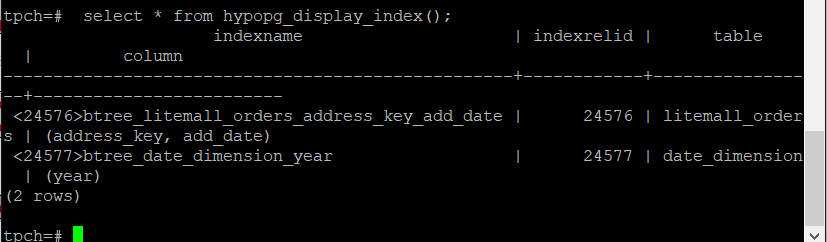 tpch=#  select * from hypopg_display_index();
                     indexname                     | indexrelid |      table
  |         column
---------------------------------------------------+------------+---------------
--+-------------------------
 <24576>btree_litemall_orders_address_key_add_date |      24576 | litemall_order
s | (address_key, add_date)
 <24577>btree_date_dimension_year                  |      24577 | date_dimension
  | (year)
(2 rows)
tpch=#